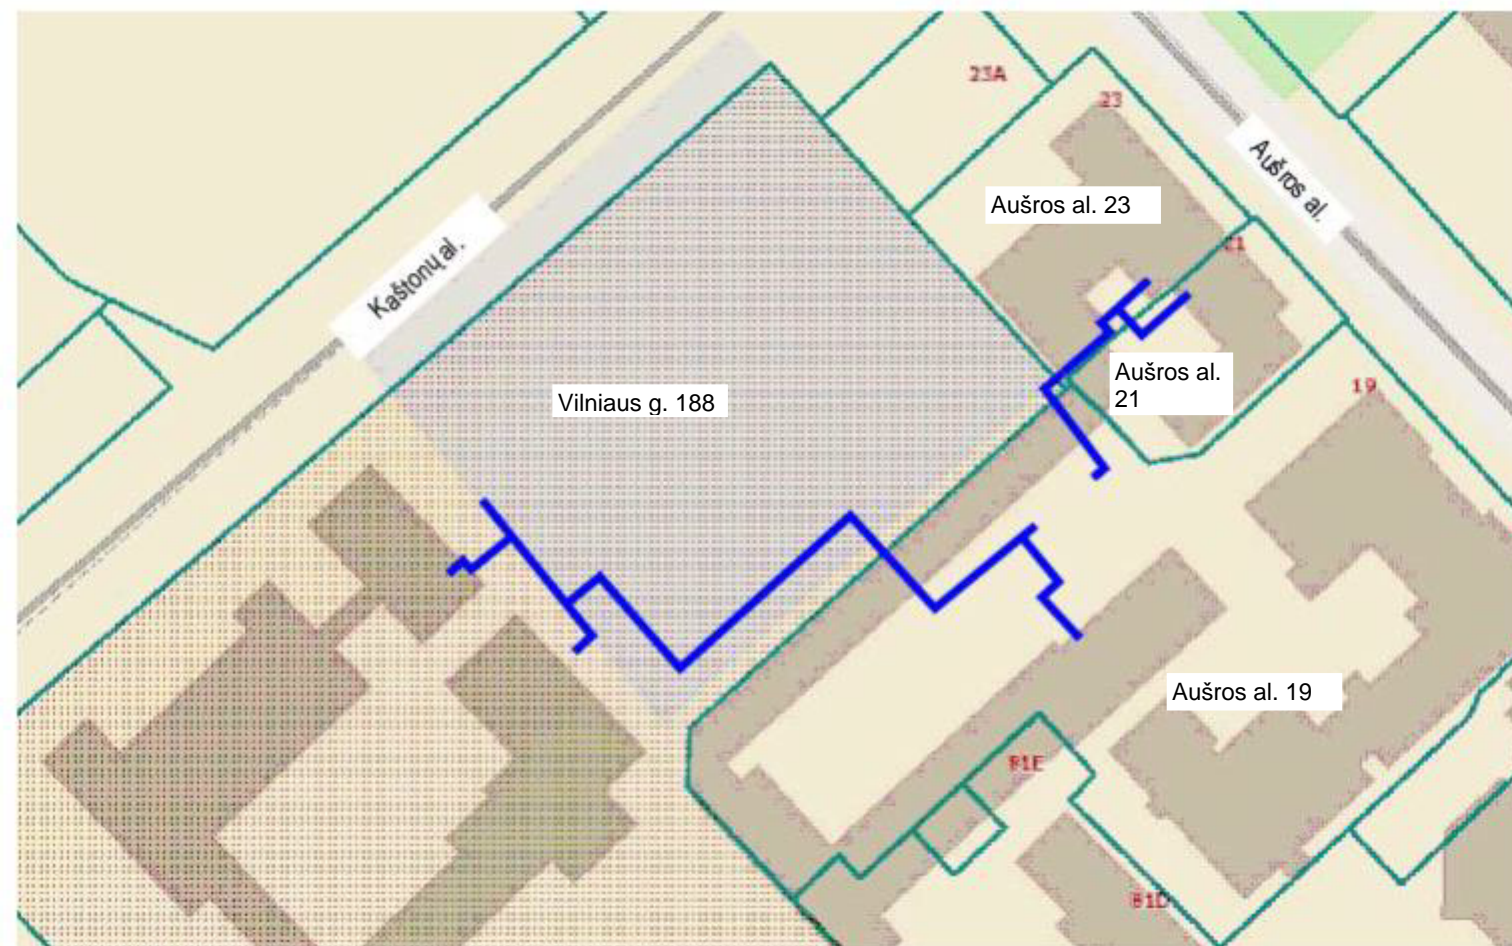 23A
23
Aušros al.
Aušros al. 23
21
Kaštonų al.
Aušros al.
21
19
Vilniaus g. 188
Aušros al. 19
81E
81D